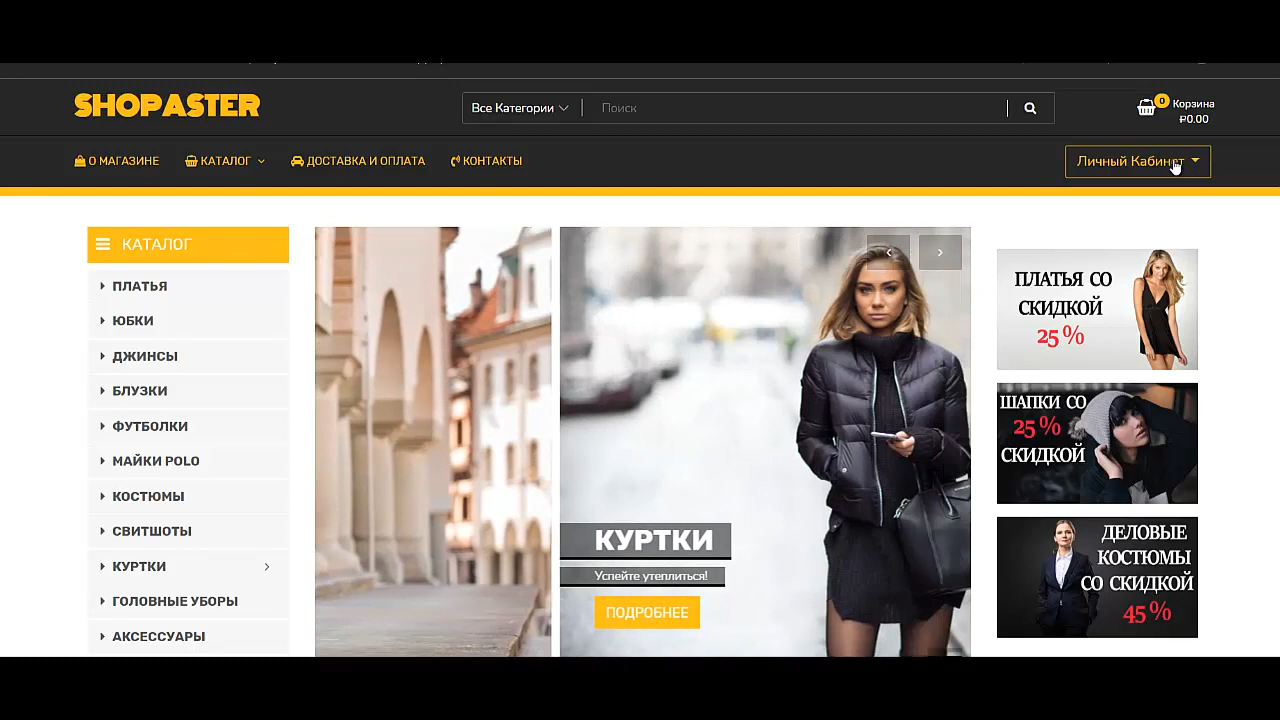 SHOPASTER
Все Категории
Поиск
0
Корзина
₽0.00
О МАГАЗИНЕ
КАТАЛОГ
ДОСТАВКА И ОПЛАТА
КОНТАКТЫ
Личный Кабинет
КАТАЛОГ
ПЛАТЬЯ
ЮБКИ
ДЖИНСЫ
БЛУЗКИ
ФУТБОЛКИ
МАЙКИ POLO
КОСТЮМЫ
СВИТШОТЫ
КУРТКИ
ГОЛОВНЫЕ УБОРЫ
АКСЕССУАРЫ
КУРТКИ
Успейте утеплиться!
ПОДРОБНЕЕ
ПЛАТЬЯ СО
СКИДКОЙ
25 %
ШАПКИ СО
25 %
СКИДКОЙ
ДЕЛОВЫЕ
КОСТЮМЫ
СО СКИДКОЙ
45 %